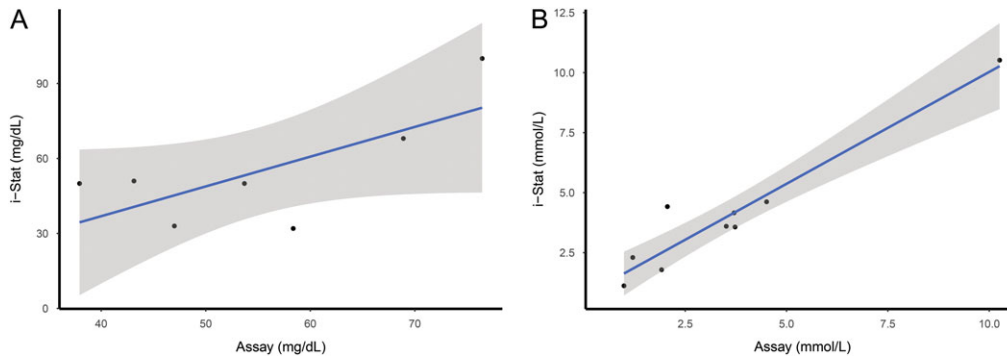 A
i-Stat (mg/dL)
90
60
30
0
40 50 60 70
Assay (mg/dL)
B
i-Stat (mmol/L)
12.5
10.0
7.5
5.0
2.5
2.5 5.0 7.5 10.0
Assay (mmol/L)